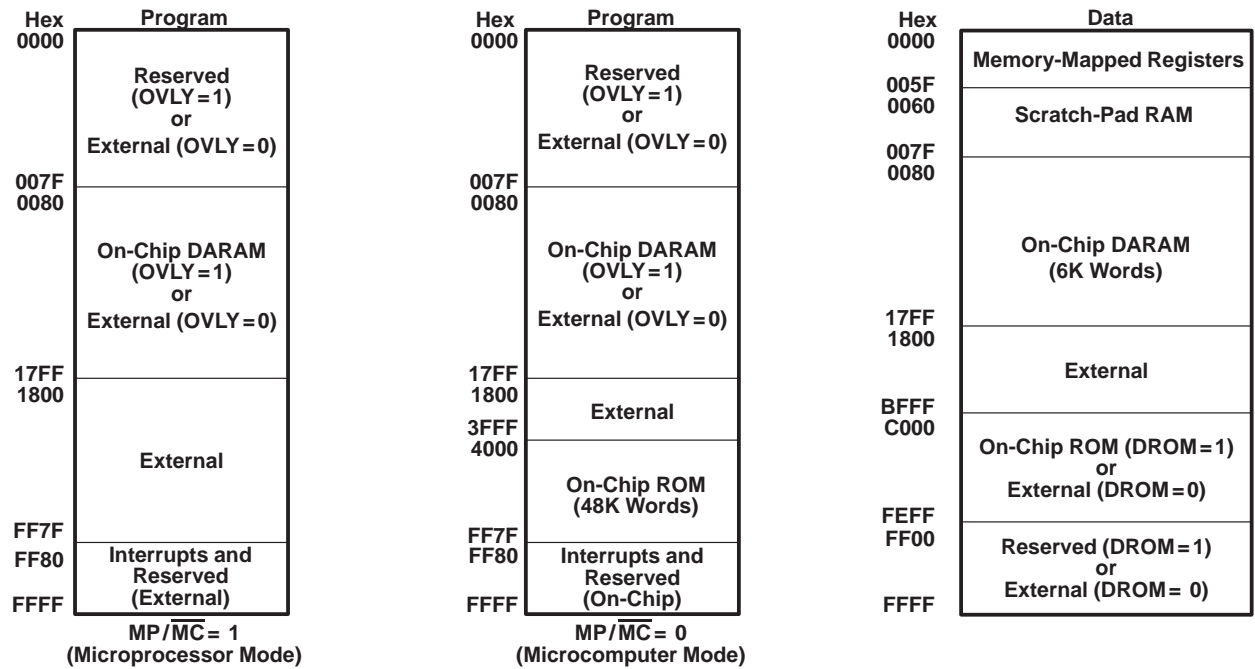 Hex
Program
0000
Reserved
(OVLY = 1)
or
External (OVLY = 0)
007F
0080
On-Chip DARAM
(OVLY = 1)
or
External (OVLY = 0)
17FF
1800
External
FF7F
FF80
Interrupts and
Reserved
(External)
FFFF
MP/M̅C̅ = 1
(Microprocessor Mode)
Hex
Program
0000
Reserved
(OVLY = 1)
or
External (OVLY = 0)
007F
0080
On-Chip DARAM
(OVLY = 1)
or
External (OVLY = 0)
17FF
1800
External
3FFF
4000
On-Chip ROM
(48K Words)
FF7F
FF80
Interrupts and
Reserved
(On-Chip)
FFFF
MP/M̅C̅ = 0
(Microcomputer Mode)
Hex
Data
0000
Memory-Mapped Registers
005F
0060
Scratch-Pad RAM
007F
0080
On-Chip DARAM
(6K Words)
17FF
1800
External
BFFF
C000
On-Chip ROM (DROM = 1)
or
External (DROM = 0)
FEFF
FF00
Reserved (DROM = 1)
or
External (DROM = 0)
FFFF